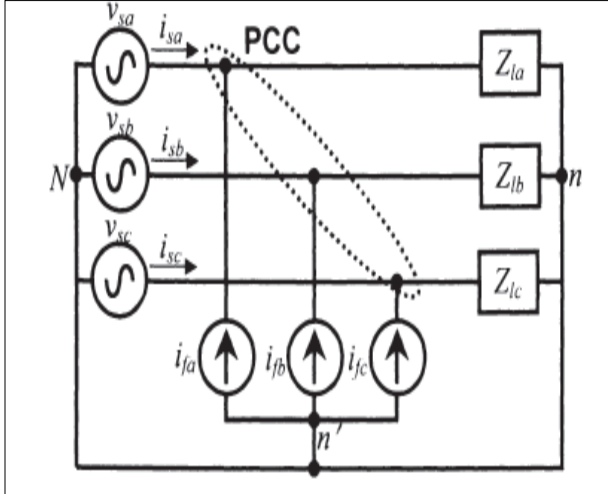 v_sa
i_sa
PCC
Z_la
v_sb
i_sb
N
Z_lb
n
v_sc
i_sc
Z_lc
i_fa
i_fb
i_fc
n'